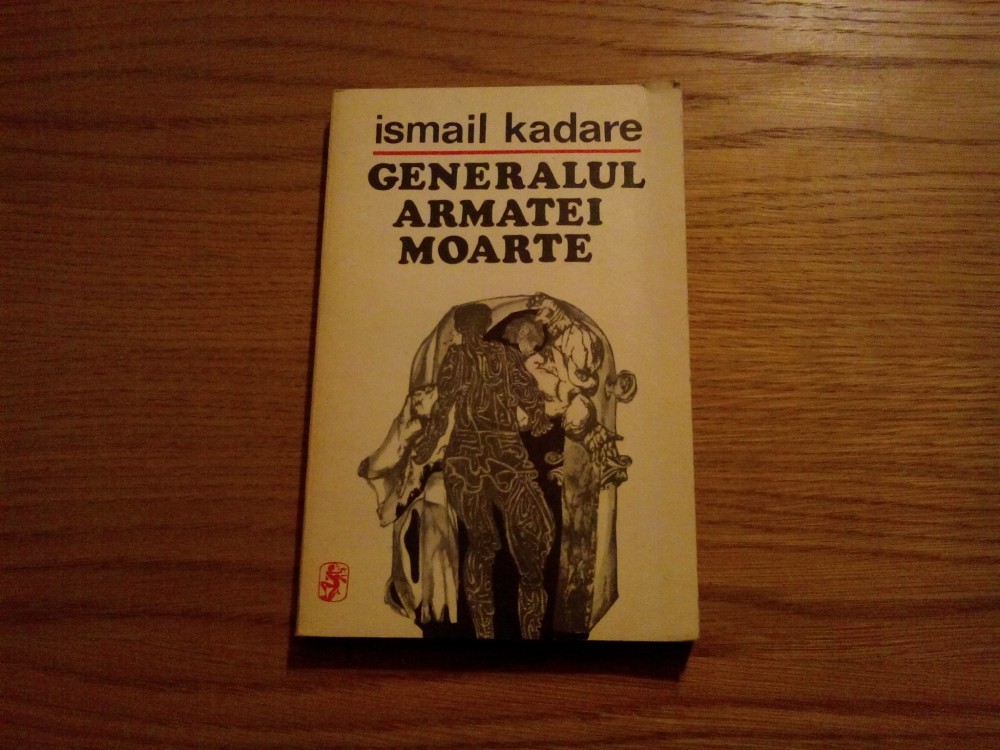 ismail kadare
GENERALUL
ARMATEI
MOARTE